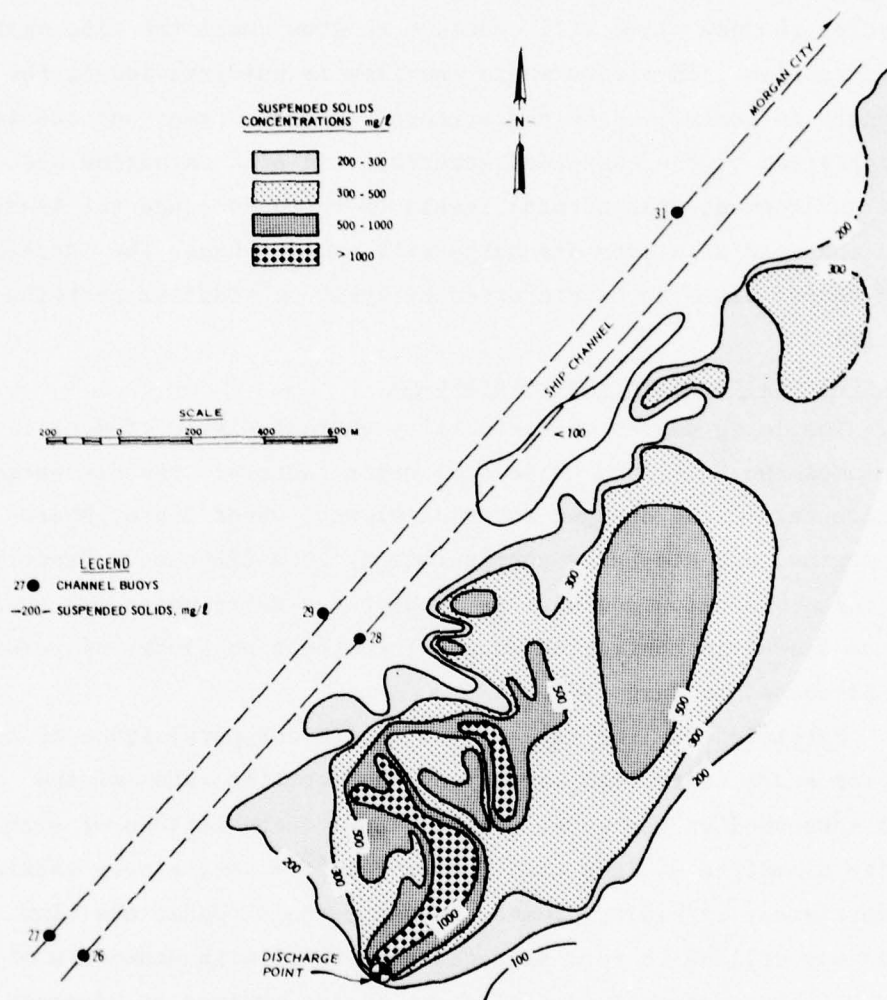 SUSPENDED SOLIDS
CONCENTRATIONS mg/ℓ
200 - 300
300 - 500
500 - 1000
> 1000
N
MORGAN CITY
31
200
300
SHIP CHANNEL
< 100
SCALE
200 0 200 400 600 M
LEGEND
27 CHANNEL BUOYS
—200— SUSPENDED SOLIDS, mg/ℓ
29
28
300
500
500
300
200
500
200
300
1000
27
26
DISCHARGE
POINT
100